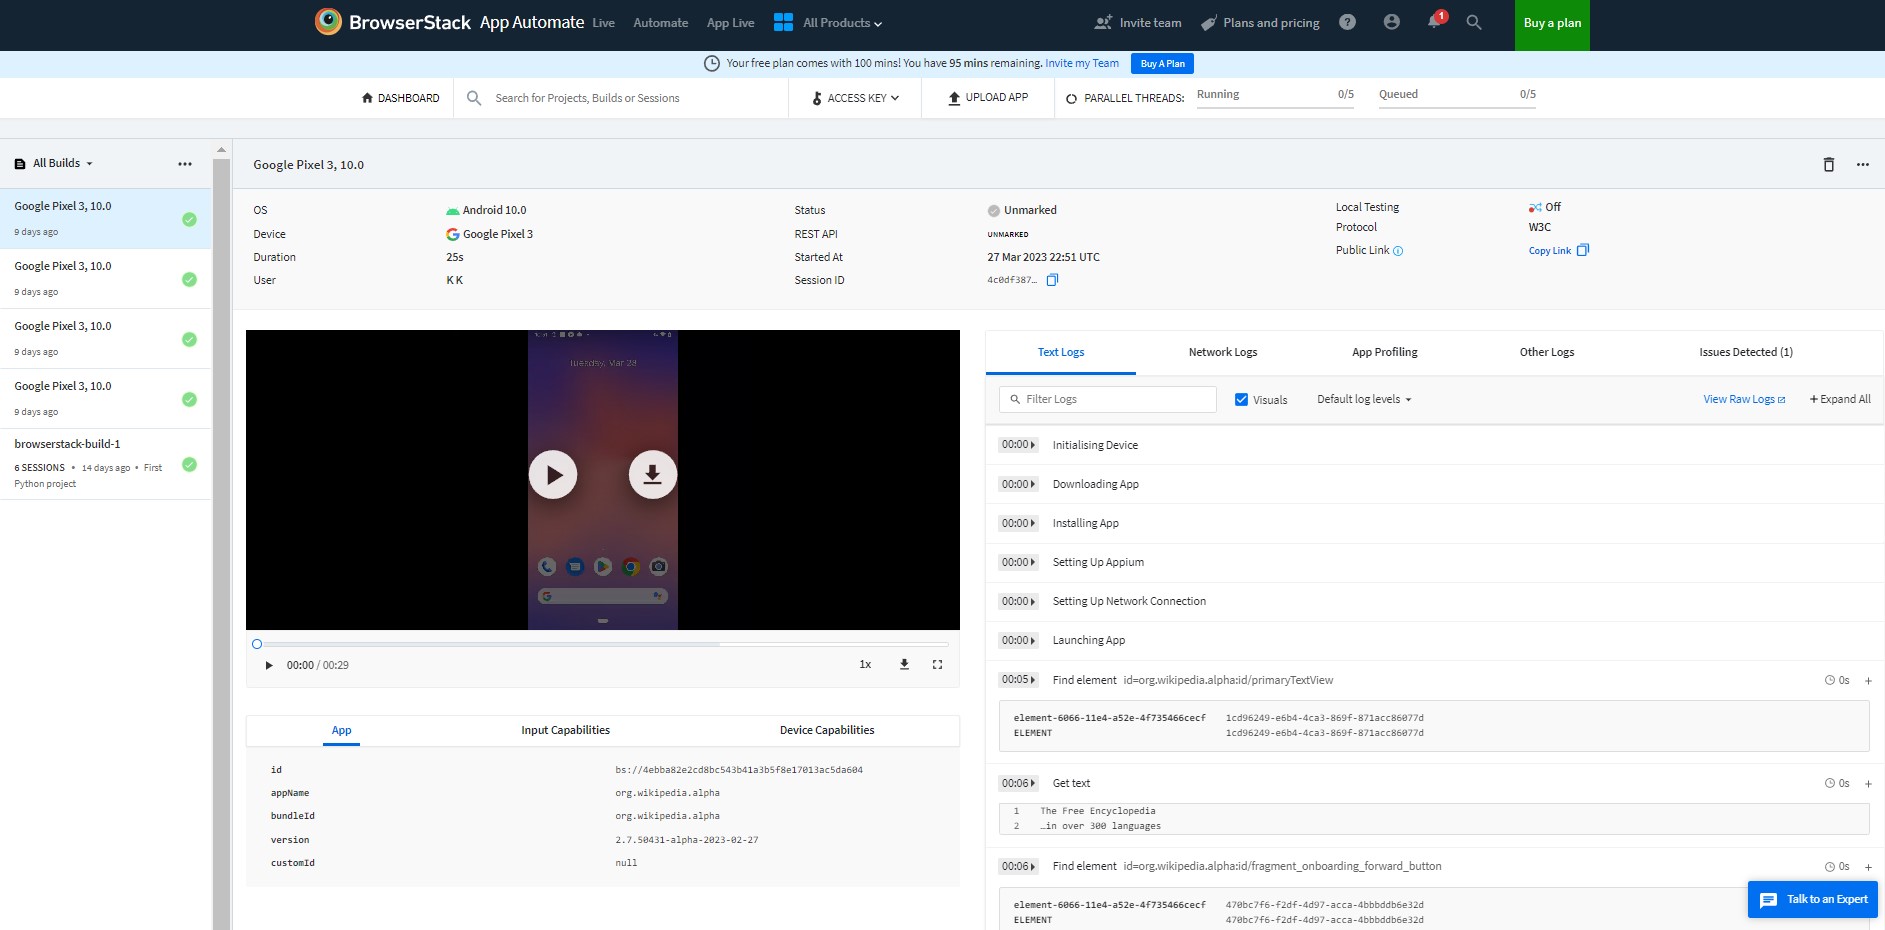 BrowserStack App Automate Live Automate App Live All Products Invite team Plans and pricing ? 1 Buy a plan
Your free plan comes with 100 mins! You have 95 mins remaining. Invite my Team Buy A Plan
DASHBOARD Search for Projects, Builds or Sessions ACCESS KEY UPLOAD APP PARALLEL THREADS: Running 0/5 Queued 0/5
All Builds
Google Pixel 3, 10.0
9 days ago
Google Pixel 3, 10.0
9 days ago
Google Pixel 3, 10.0
9 days ago
Google Pixel 3, 10.0
9 days ago
browserstack-build-1
6 SESSIONS • 14 days ago • First
Python project
Google Pixel 3, 10.0
OS Android 10.0
Device Google Pixel 3
Duration 25s
User K K
Status Unmarked
REST API UNMARKED
Started At 27 Mar 2023 22:51 UTC
Session ID 4c0df387…
Local Testing Off
Protocol W3C
Public Link Copy Link
Tuesday, Mar 28
00:00 / 00:29 1x
App Input Capabilities Device Capabilities
id bs://4ebba82e2cd8bc543b41a3b5f8e17013ac5da604
appName org.wikipedia.alpha
bundleId org.wikipedia.alpha
version 2.7.50431-alpha-2023-02-27
customId null
Text Logs Network Logs App Profiling Other Logs Issues Detected (1)
Filter Logs Visuals Default log levels View Raw Logs + Expand All
00:00 Initialising Device
00:00 Downloading App
00:00 Installing App
00:00 Setting Up Appium
00:00 Setting Up Network Connection
00:00 Launching App
00:05 Find element id=org.wikipedia.alpha:id/primaryTextView 0s +
element-6066-11e4-a52e-4f735466cecf 1cd96249-e6b4-4ca3-869f-871acc86077d
ELEMENT 1cd96249-e6b4-4ca3-869f-871acc86077d
00:06 Get text 0s +
1 The Free Encyclopedia
2 …in over 300 languages
00:06 Find element id=org.wikipedia.alpha:id/fragment_onboarding_forward_button 0s +
element-6066-11e4-a52e-4f735466cecf 470bc7f6-f2df-4d97-acca-4bbbddb6e32d
ELEMENT 470bc7f6-f2df-4d97-acca-4bbbddb6e32d
Talk to an Expert